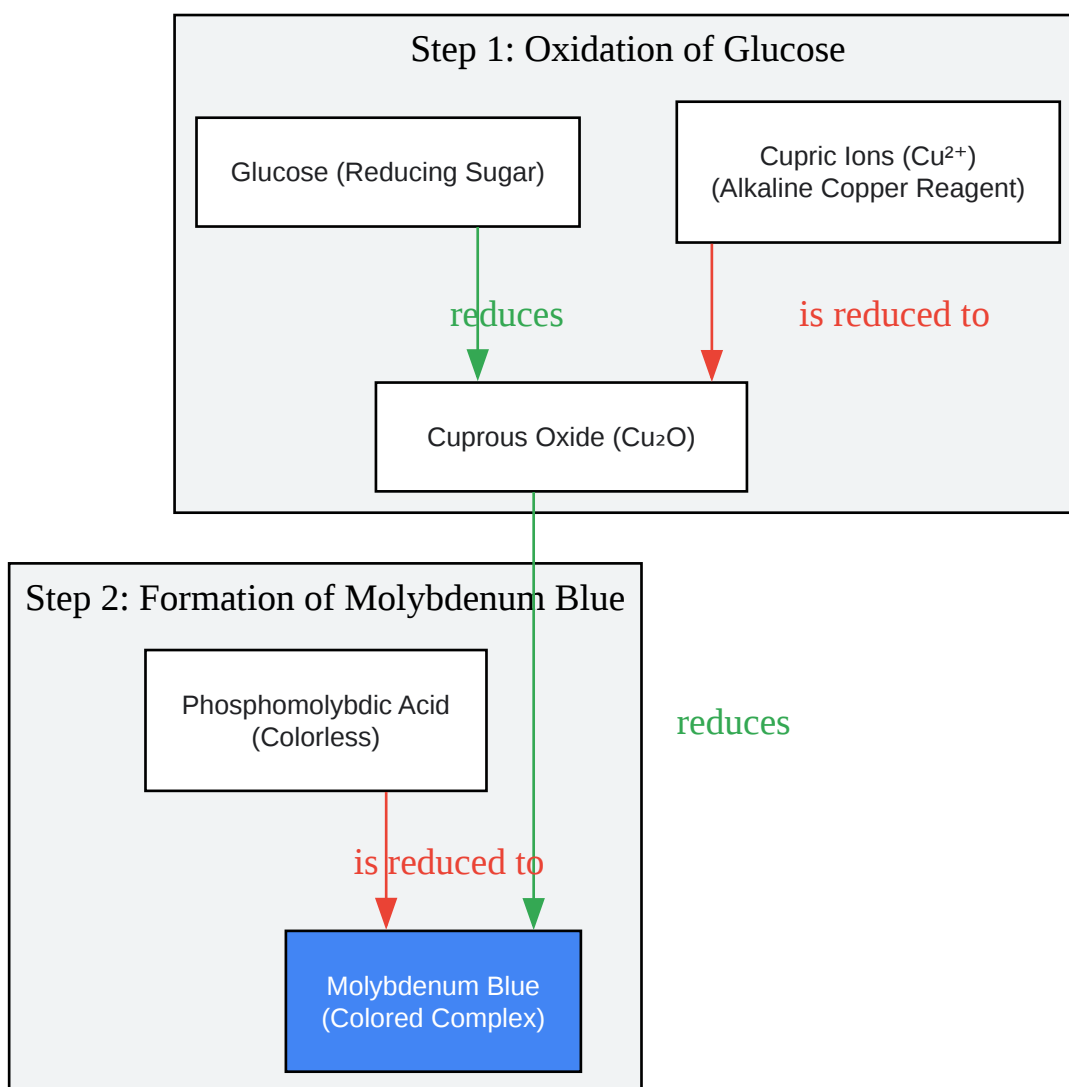 Step 1: Oxidation of Glucose
Glucose (Reducing Sugar)
Cupric Ions (Cu²⁺)
(Alkaline Copper Reagent)
reduces
is reduced to
Cuprous Oxide (Cu₂O)
Step 2: Formation of Molybdenum Blue
Phosphomolybdic Acid
(Colorless)
reduces
is reduced to
Molybdenum Blue
(Colored Complex)